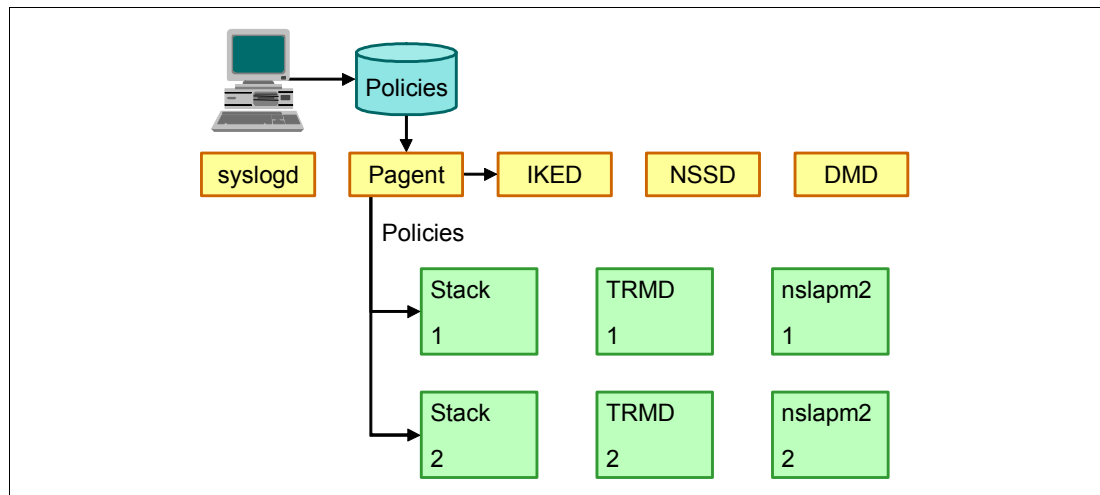 Policies
syslogd
Pagent
IKED
NSSD
DMD
Policies
Stack
1
TRMD
1
nslapm2
1
Stack
2
TRMD
2
nslapm2
2